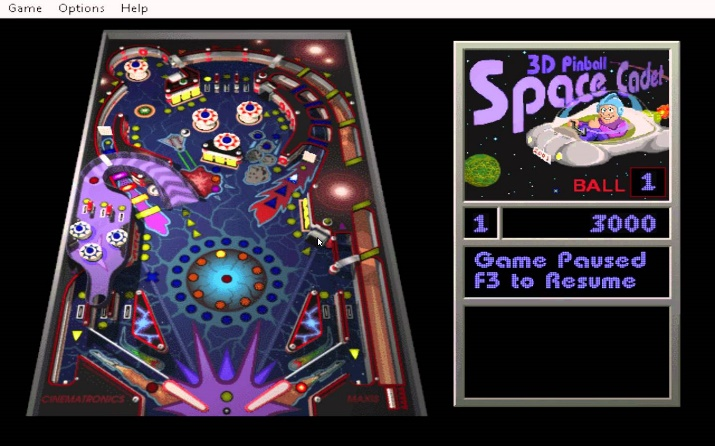 Game Options Help
3D Pinball
Space Cadet
BALL 1
1 3000
Game Paused
F3 to Resume
CINEMATRONICS
MAXIS